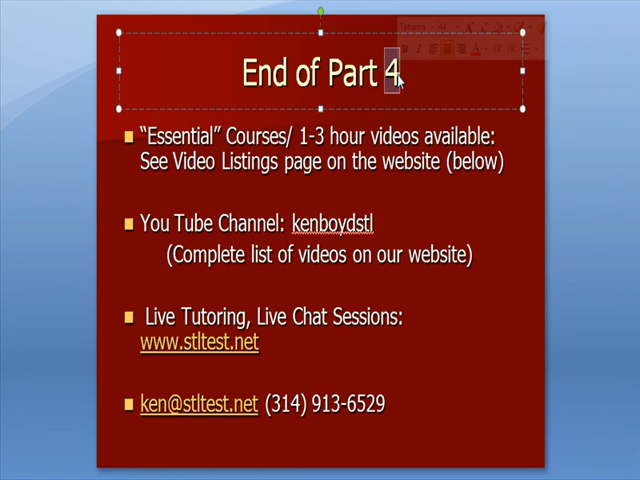 End of Part 4
"Essential" Courses/ 1-3 hour videos available:
See Video Listings page on the website (below)
You Tube Channel: kenboydstl
(Complete list of videos on our website)
Live Tutoring, Live Chat Sessions:
www.stltest.net
ken@stltest.net (314) 913-6529